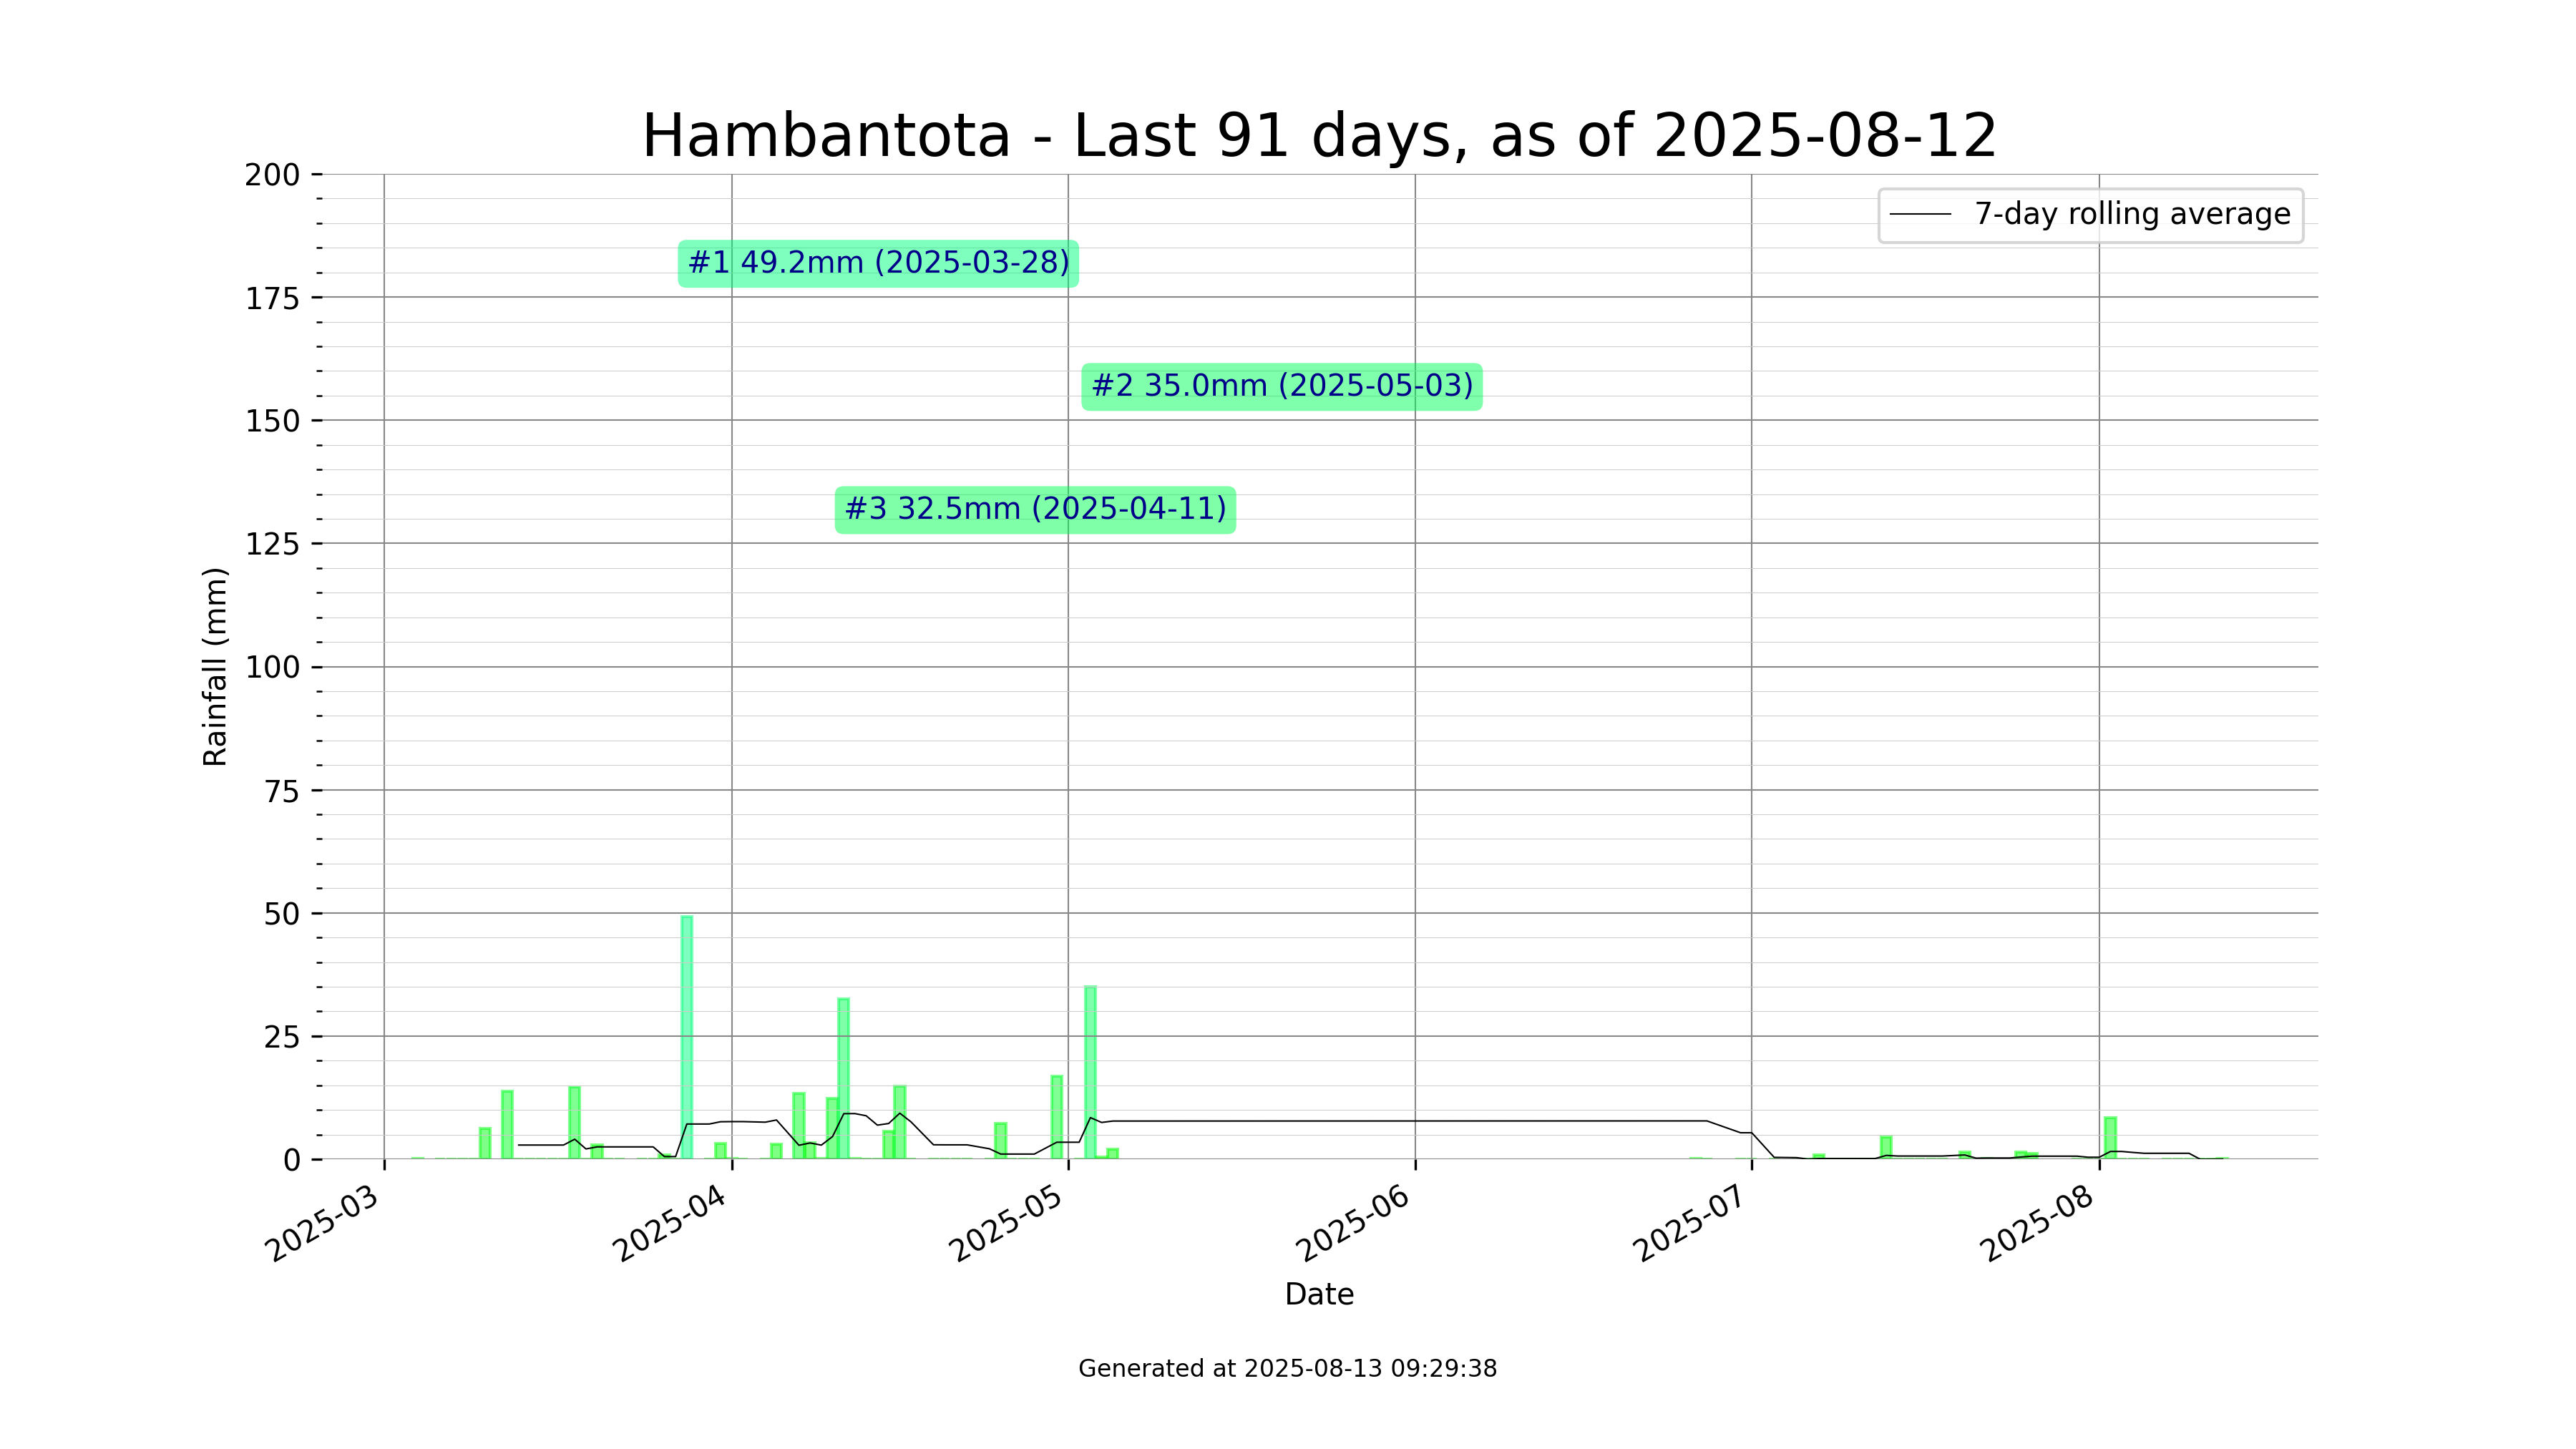 Hambantota - Last 91 days, as of 2025-08-12
7-day rolling average
#1 49.2mm (2025-03-28)
#2 35.0mm (2025-05-03)
#3 32.5mm (2025-04-11)
Rainfall (mm)
200
175
150
125
100
75
50
25
0
2025-03
2025-04
2025-05
2025-06
2025-07
2025-08
Date
Generated at 2025-08-13 09:29:38